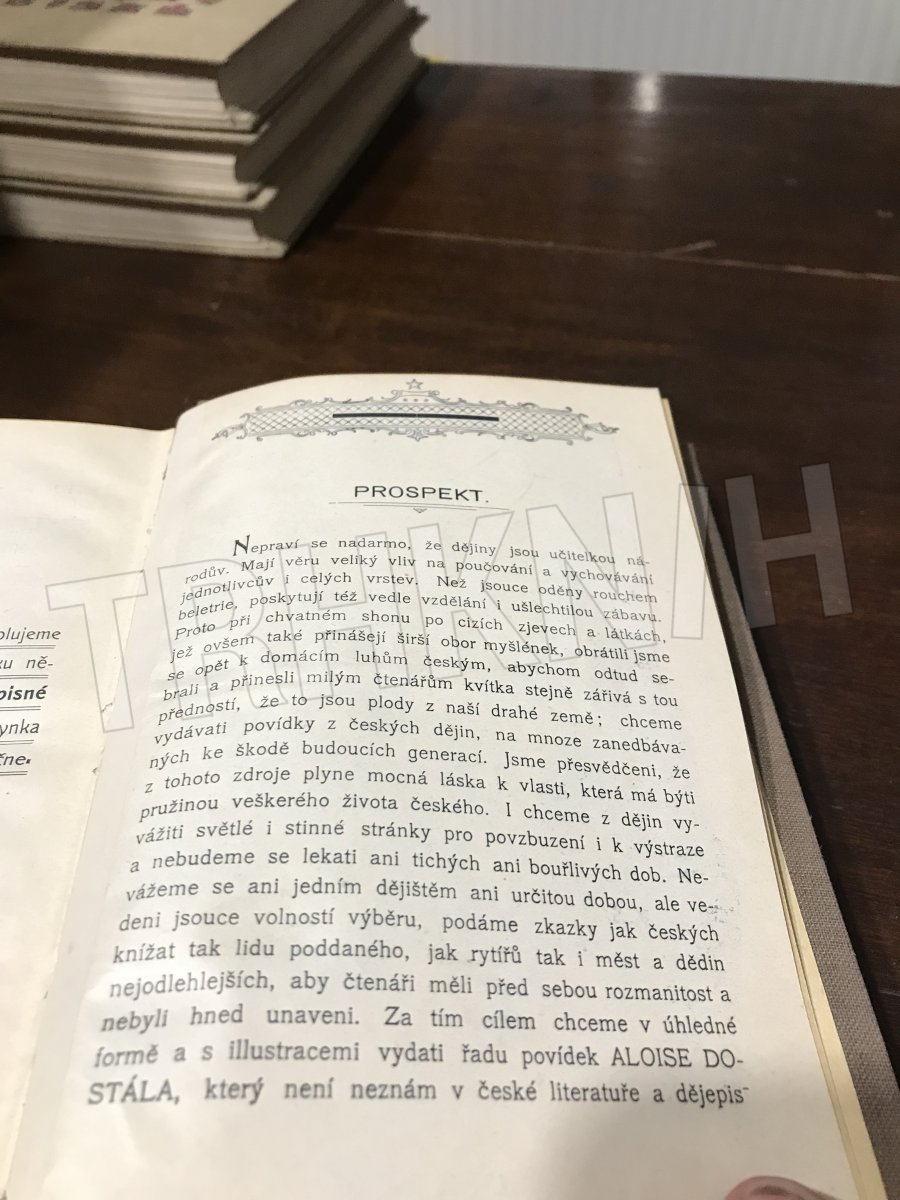 olujeme
ku ně-
pisné
ynka
čne-
PROSPEKT.
Nepraví se nadarmo, že dějiny jsou učitelkou ná-
rodův. Mají věru veliký vliv na poučování a vychovávání
jednotlivcův i celých vrstev. Než jsouce oděny rouchem
beletrie, poskytují též vedle vzdělání i ušlechtilou zábavu.
Proto při chvatném shonu po cizích zjevech a látkách,
jež ovšem také přinášejí širší obor myšlének, obrátili jsme
se opět k domácím luhům českým, abychom odtud se-
brali a přinesli milým čtenářům kvítka stejně zářivá s tou
předností, že to jsou plody z naší drahé země; chceme
vydávati povídky z českých dějin, na mnoze zanedbáva-
ných ke škodě budoucích generací. Jsme přesvědčeni, že
z tohoto zdroje plyne mocná láska k vlasti, která má býti
pružinou veškerého života českého. I chceme z dějin vy-
vážiti světlé i stinné stránky pro povzbuzení i k výstraze
a nebudeme se lekati ani tichých ani bouřlivých dob. Ne-
vážeme se ani jedním dějištěm ani určitou dobou, ale ve-
deni jsouce volností výběru, podáme zkazky jak českých
knížat tak lidu poddaného, jak rytířů tak i měst a dědin
nejodlehlejších, aby čtenáři měli před sebou rozmanitost a
nebyli hned unaveni. Za tím cílem chceme v úhledné
formě a s illustracemi vydati řadu povídek ALOISE DO-
STÁLA, který není neznám v české literatuře a dějepis-
TRHKNIH